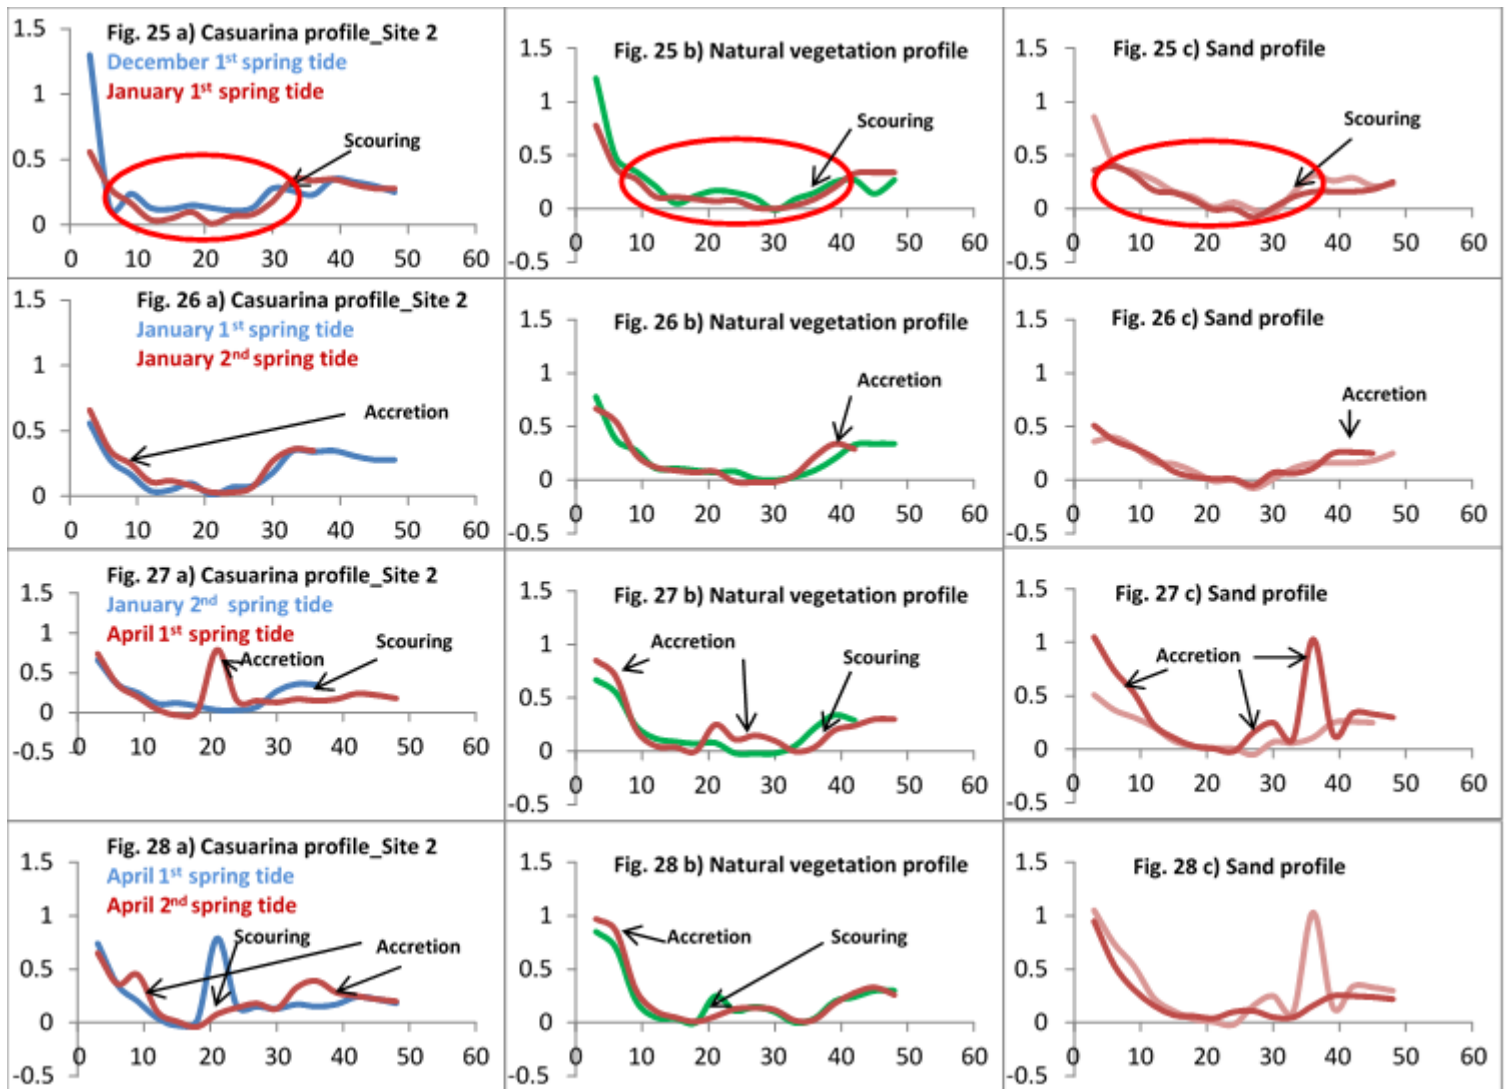 Fig. 25 a) Casuarina profile_Site 2
December 1st spring tide
January 1st spring tide
Scouring
1.5
1
0.5
0
0 10 20 30 40 50 60
Fig. 25 b) Natural vegetation profile
Scouring
1.5
1
0.5
0
-0.5
0 10 20 30 40 50 60
Fig. 25 c) Sand profile
Scouring
1.5
1
0.5
0
-0.5
0 10 20 30 40 50 60
Fig. 26 a) Casuarina profile_Site 2
January 1st spring tide
January 2nd spring tide
Accretion
1.5
1
0.5
0
0 10 20 30 40 50 60
Fig. 26 b) Natural vegetation profile
Accretion
1.5
1
0.5
0
-0.5
0 10 20 30 40 50 60
Fig. 26 c) Sand profile
Accretion
1.5
1
0.5
0
-0.5
0 10 20 30 40 50 60
Fig. 27 a) Casuarina profile_Site 2
January 2nd spring tide
April 1st spring tide
Accretion
Scouring
1.5
1
0.5
0
-0.5
0 10 20 30 40 50 60
Fig. 27 b) Natural vegetation profile
Accretion
Scouring
1.5
1
0.5
0
-0.5
0 10 20 30 40 50 60
Fig. 27 c) Sand profile
Accretion
1.5
1
0.5
0
-0.5
0 10 20 30 40 50 60
Fig. 28 a) Casuarina profile_Site 2
April 1st spring tide
April 2nd spring tide
Scouring
Accretion
1.5
1
0.5
0
-0.5
0 10 20 30 40 50 60
Fig. 28 b) Natural vegetation profile
Accretion
Scouring
1.5
1
0.5
0
-0.5
0 10 20 30 40 50 60
Fig. 28 c) Sand profile
1.5
1
0.5
0
-0.5
0 10 20 30 40 50 60